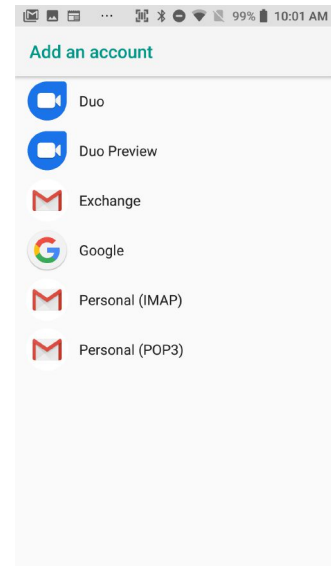 99% 10:01 AM
Add an account
Duo
Duo Preview
Exchange
Google
Personal (IMAP)
Personal (POP3)